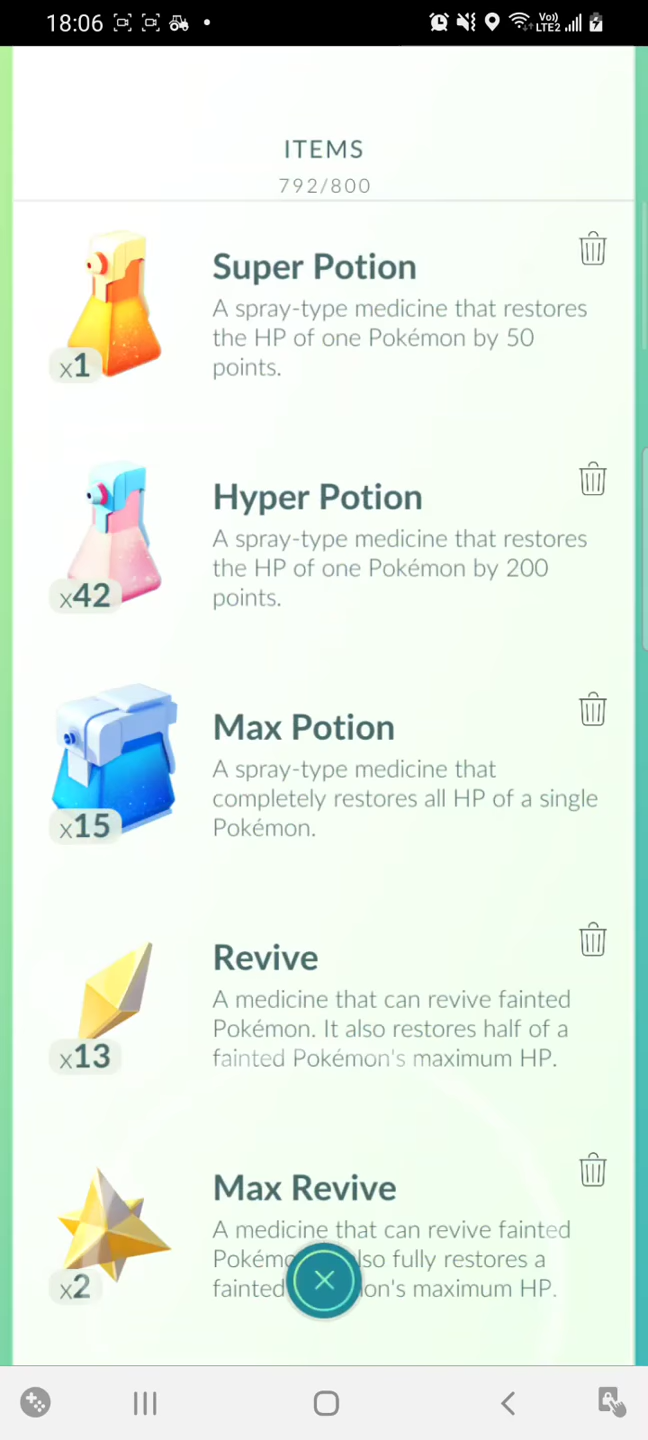 18:06
Vo))
LTE2
ITEMS
792/800
Super Potion
A spray-type medicine that restores
the HP of one Pokémon by 50
points.
x1
Hyper Potion
A spray-type medicine that restores
the HP of one Pokémon by 200
points.
x42
Max Potion
A spray-type medicine that
completely restores all HP of a single
Pokémon.
x15
Revive
A medicine that can revive fainted
Pokémon. It also restores half of a
fainted Pokémon's maximum HP.
x13
Max Revive
A medicine that can revive fainted
Pokémo lso fully restores a
fainted on's maximum HP.
x2